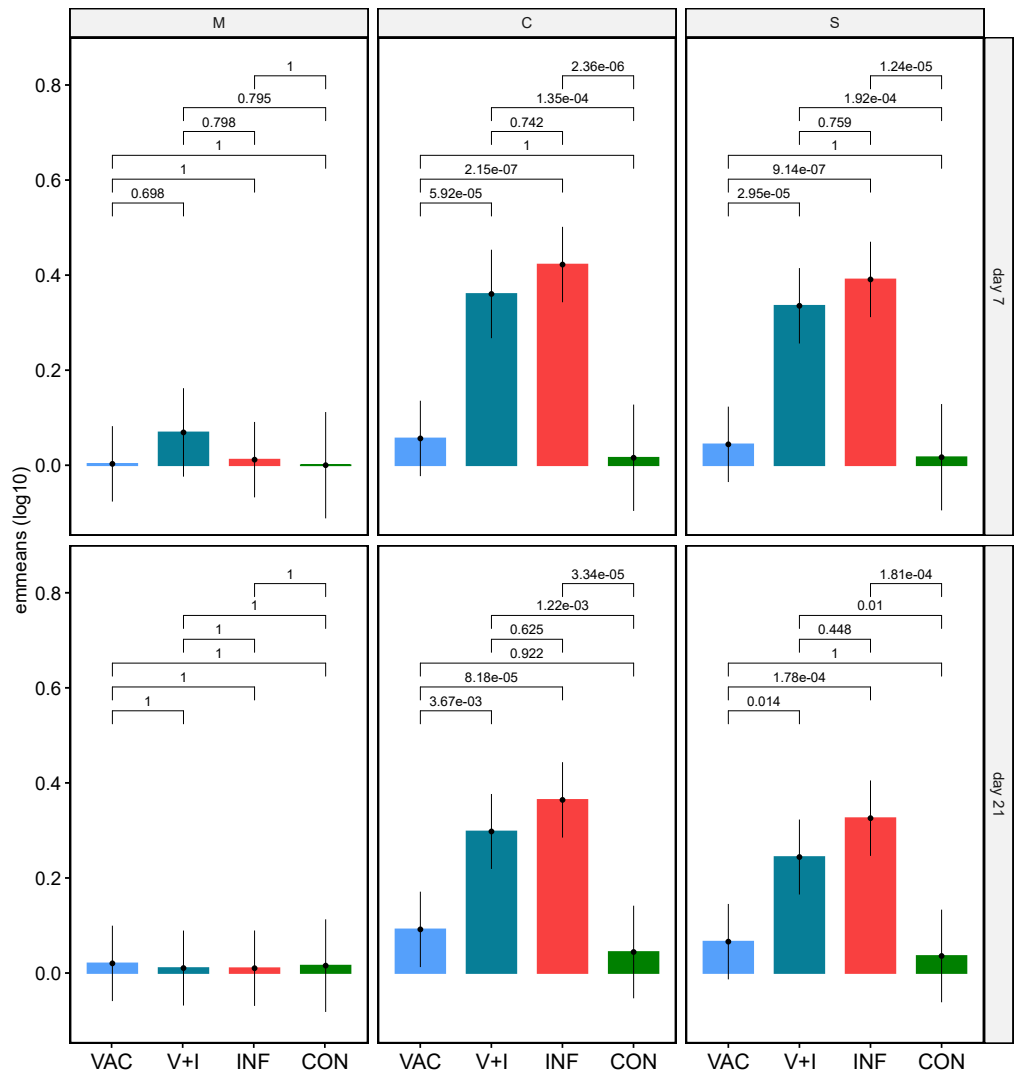 M C S
1 2.36e-06 1.24e-05
0.795 1.35e-04 1.92e-04
0.798 0.742 0.759
1 1 1
1 2.15e-07 9.14e-07
0.698 5.92e-05 2.95e-05
0.8
0.6
0.4
0.2
0.0
day 7
emmeans (log10)
1 3.34e-05 1.81e-04
1 1.22e-03 0.01
1 0.625 0.448
1 0.922 1
1 8.18e-05 1.78e-04
1 3.67e-03 0.014
0.8
0.6
0.4
0.2
0.0
day 21
VAC V+I INF CON VAC V+I INF CON VAC V+I INF CON